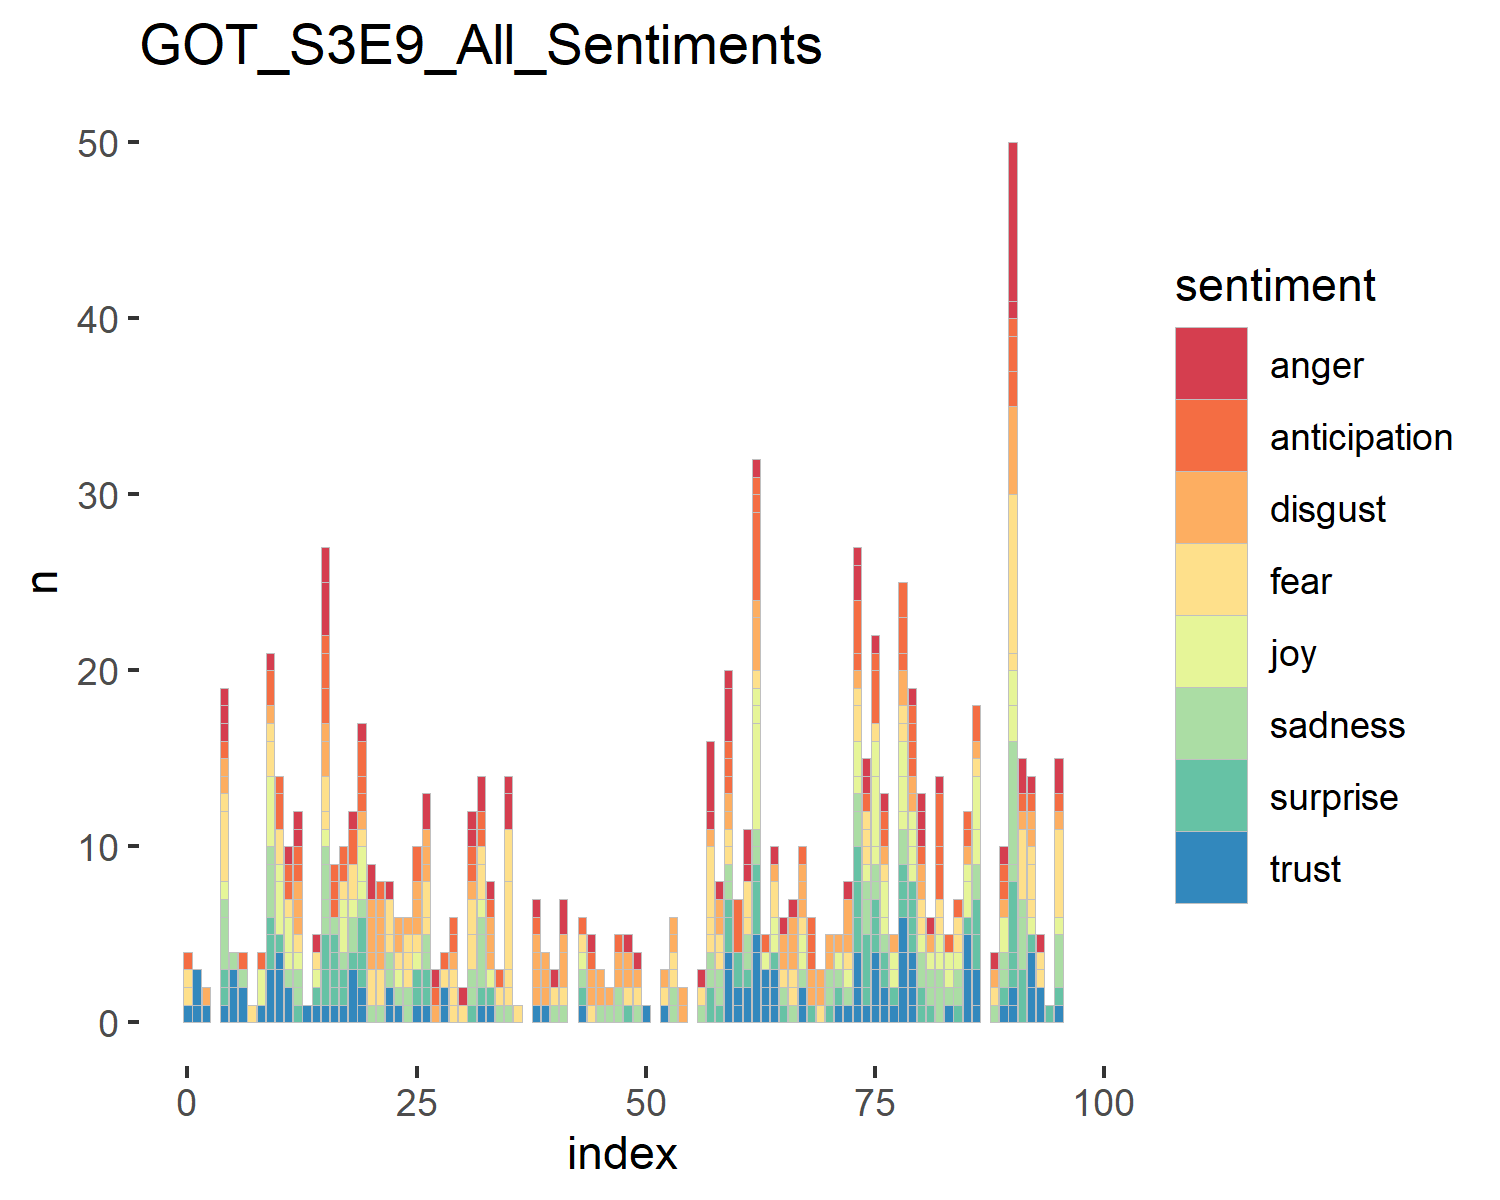 GOT_S3E9_All_Sentiments
50
40
30
20
10
0
n
0 25 50 75 100
index
sentiment
anger
anticipation
disgust
fear
joy
sadness
surprise
trust